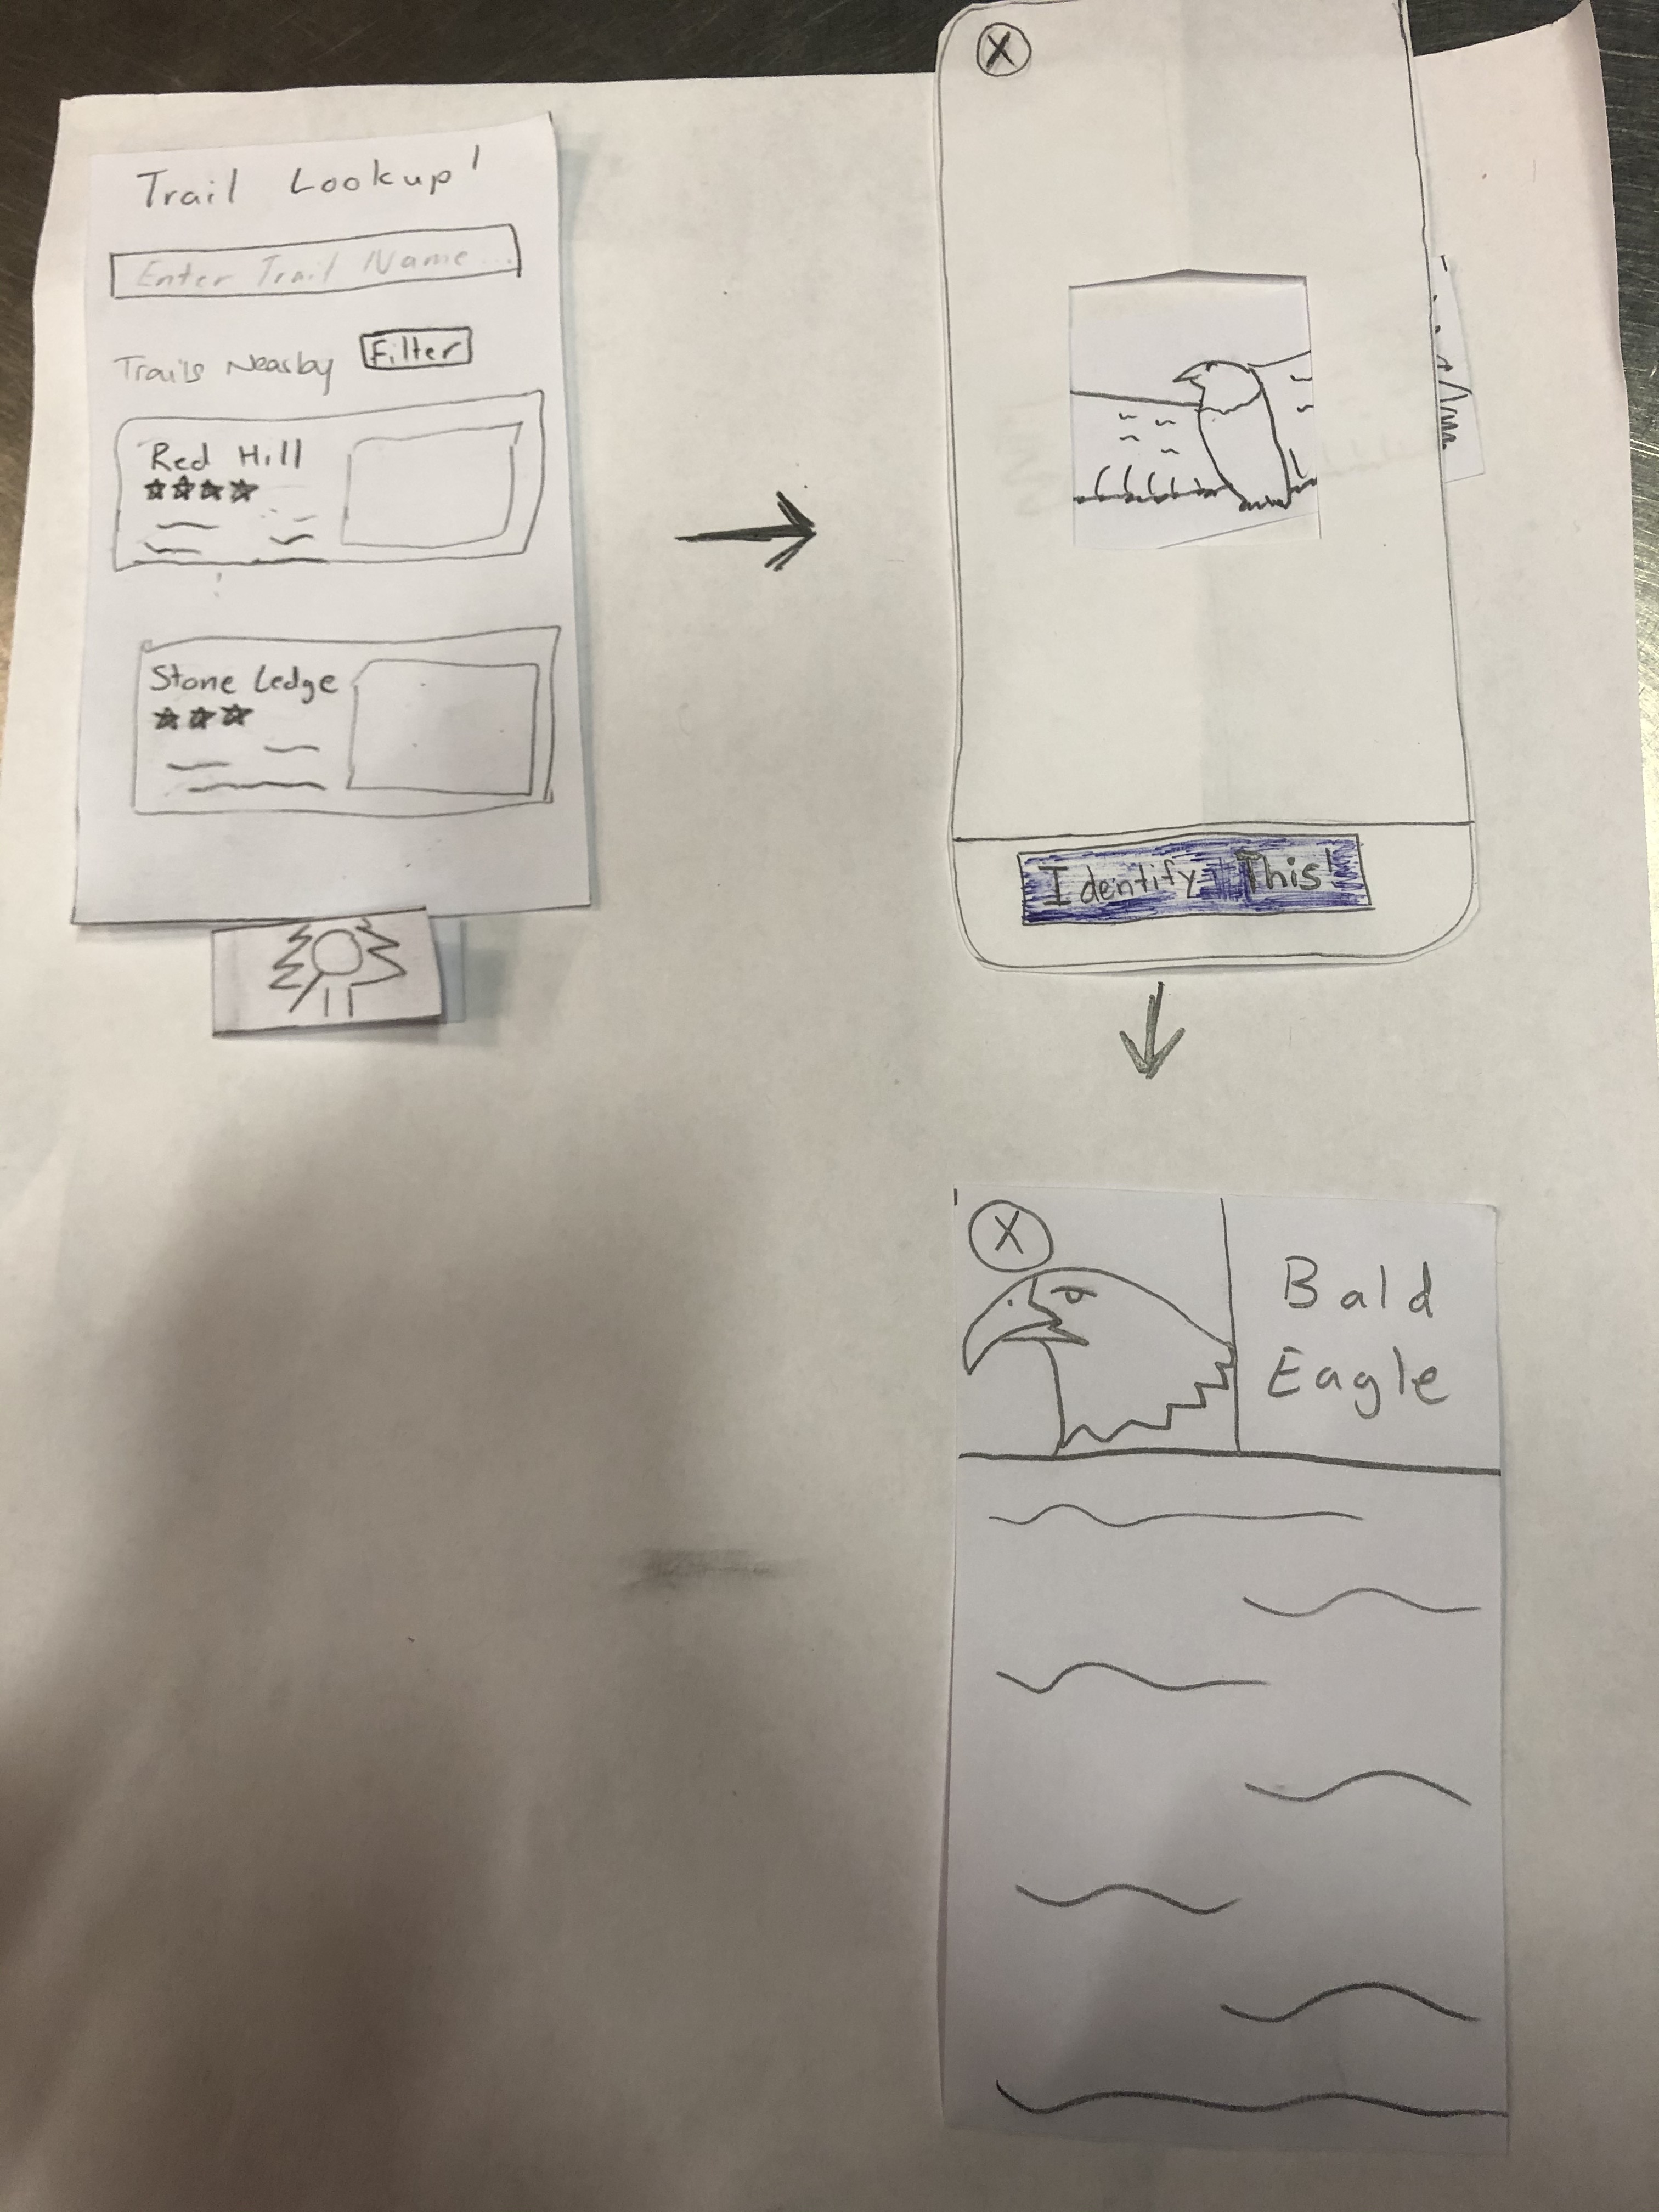 Trail Lookup!
Enter Trail Name...
Trails Nearby Filter
Red Hill
Stone Ledge
X
Identify This!
X
Bald
Eagle